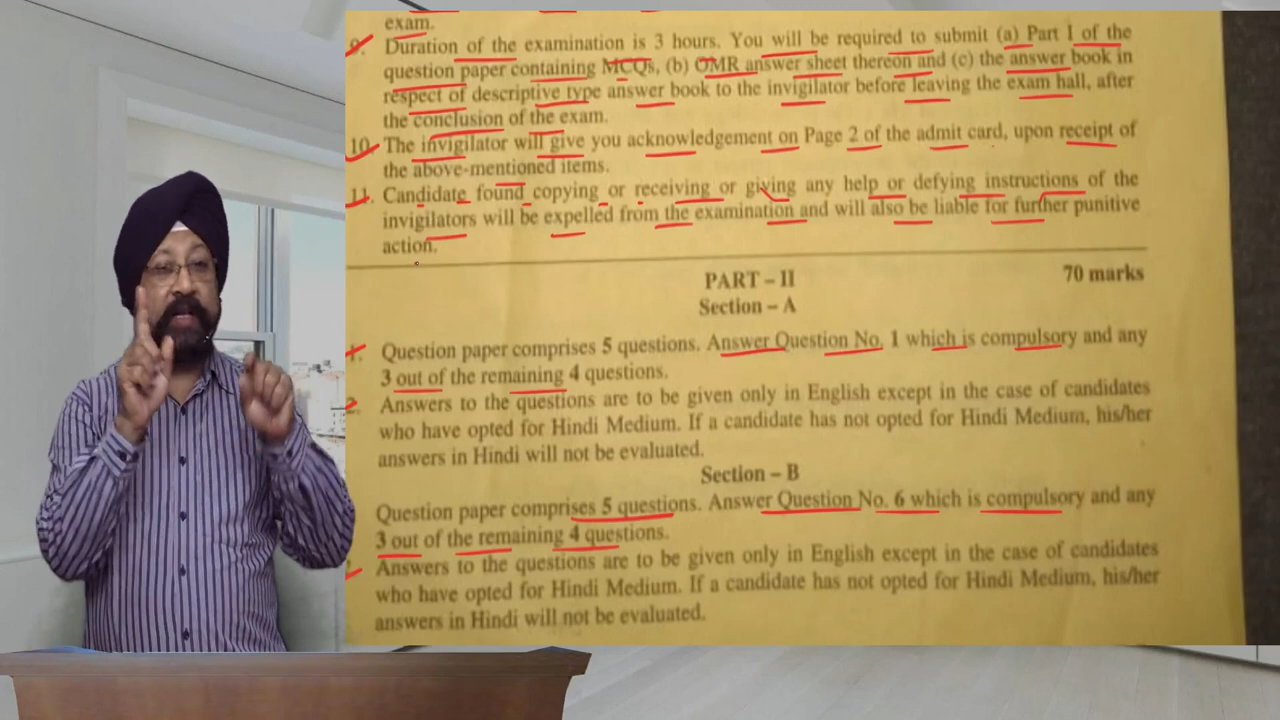 exam.
9. Duration of the examination is 3 hours. You will be required to submit (a) Part I of the
question paper containing MCQs, (b) OMR answer sheet thereon and (c) the answer book in
respect of descriptive type answer book to the invigilator before leaving the exam hall, after
the conclusion of the exam.
10. The invigilator will give you acknowledgement on Page 2 of the admit card, upon receipt of
the above-mentioned items.
11. Candidate found copying or receiving or giving any help or defying instructions of the
invigilators will be expelled from the examination and will also be liable for further punitive
action.
PART – II 70 marks
Section – A
1. Question paper comprises 5 questions. Answer Question No. 1 which is compulsory and any
3 out of the remaining 4 questions.
2. Answers to the questions are to be given only in English except in the case of candidates
who have opted for Hindi Medium. If a candidate has not opted for Hindi Medium, his/her
answers in Hindi will not be evaluated.
Section – B
Question paper comprises 5 questions. Answer Question No. 6 which is compulsory and any
3 out of the remaining 4 questions.
Answers to the questions are to be given only in English except in the case of candidates
who have opted for Hindi Medium. If a candidate has not opted for Hindi Medium, his/her
answers in Hindi will not be evaluated.